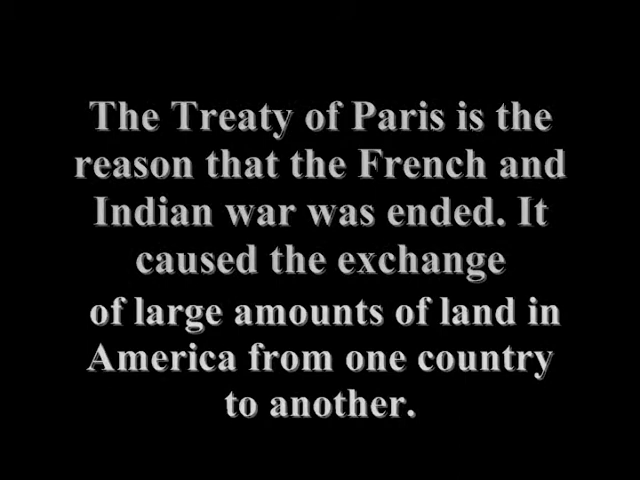 The Treaty of Paris is the
reason that the French and
Indian war was ended. It
caused the exchange
of large amounts of land in
America from one country
to another.